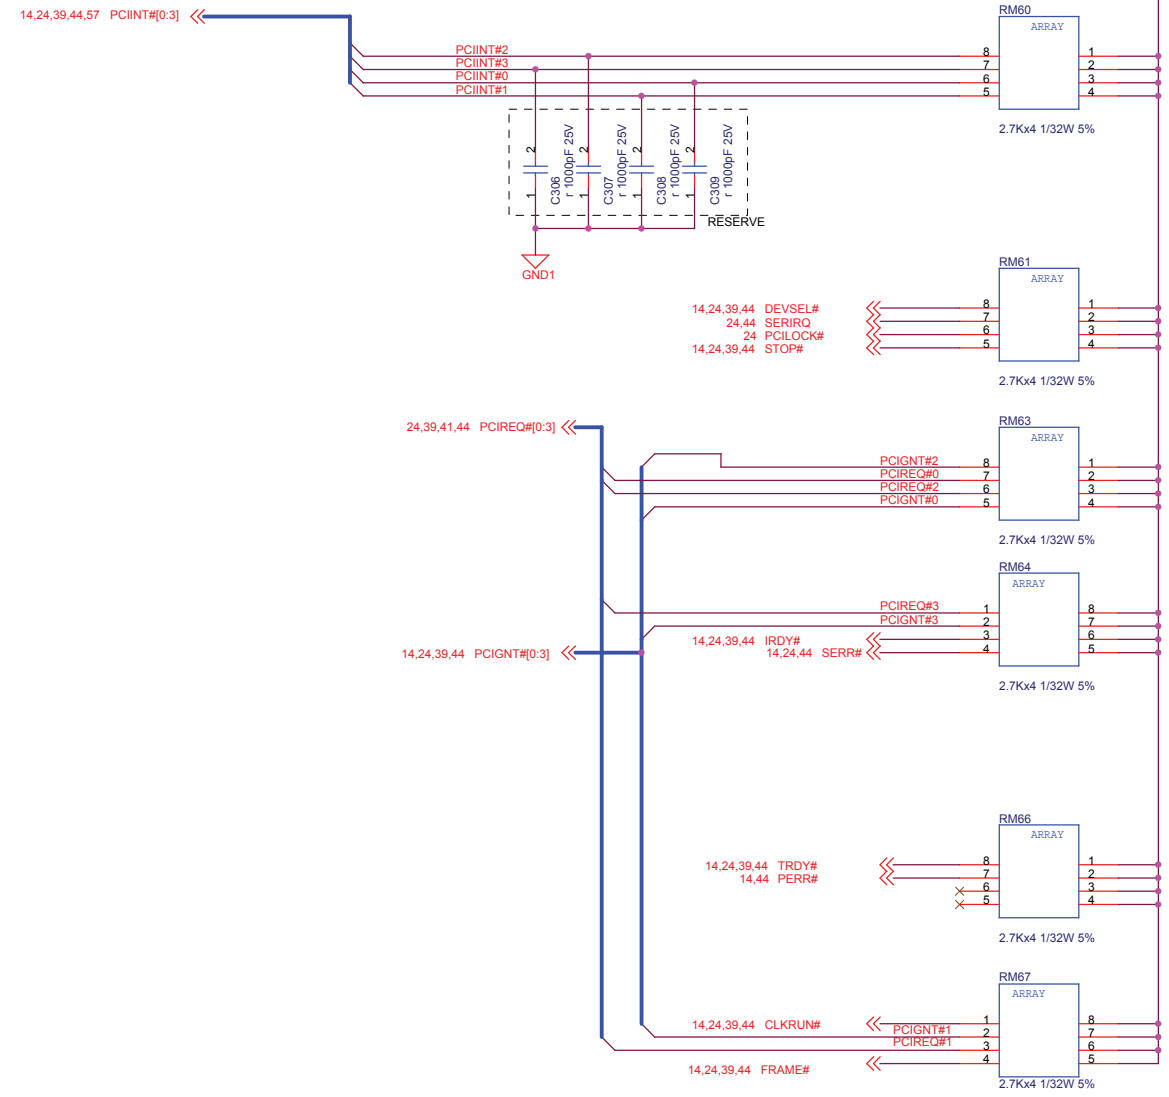 14,24,39,44,57 PCIINT#[0:3]
RM60
ARRAY
PCIINT#2
PCIINT#3
PCIINT#0
PCIINT#1
8
7
6
5
1
2
3
4
2.7Kx4 1/32W 5%
2
1
C306
r 1000pF 25V
2
1
C307
r 1000pF 25V
2
1
C308
r 1000pF 25V
2
1
C309
r 1000pF 25V
RESERVE
GND1
RM61
ARRAY
14,24,39,44 DEVSEL#
24,44 SERIRQ
24 PCILOCK#
14,24,39,44 STOP#
8
7
6
5
1
2
3
4
2.7Kx4 1/32W 5%
24,39,41,44 PCIREQ#[0:3]
RM63
ARRAY
PCIGNT#2
PCIREQ#0
PCIREQ#2
PCIGNT#0
8
7
6
5
1
2
3
4
2.7Kx4 1/32W 5%
RM64
ARRAY
PCIREQ#3
PCIGNT#3
14,24,39,44 IRDY#
14,24,44 SERR#
1
2
3
4
8
7
6
5
14,24,39,44 PCIGNT#[0:3]
2.7Kx4 1/32W 5%
RM66
ARRAY
14,24,39,44 TRDY#
14,44 PERR#
8
7
6
5
1
2
3
4
2.7Kx4 1/32W 5%
RM67
ARRAY
14,24,39,44 CLKRUN#
PCIGNT#1
PCIREQ#1
14,24,39,44 FRAME#
1
2
3
4
8
7
6
5
2.7Kx4 1/32W 5%